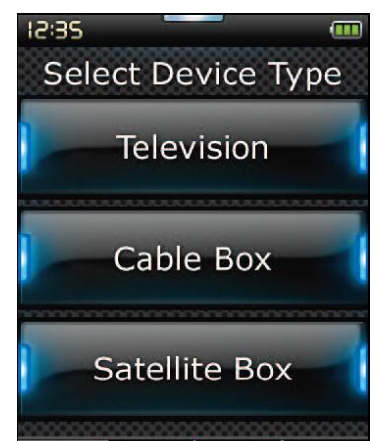 12:35
Select Device Type
Television
Cable Box
Satellite Box